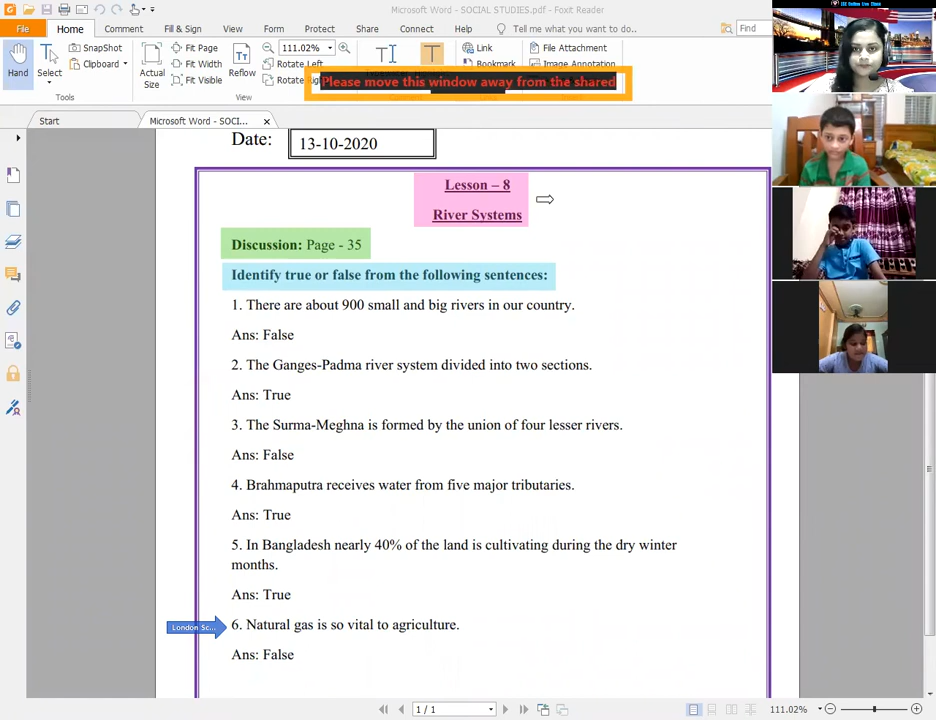 Microsoft Word - SOCIAL STUDIES.pdf - Foxit Reader
File Home Comment Fill & Sign View Form Protect Share Connect Help Tell me what you want to do... Find
Hand
Select
SnapShot
Clipboard
Tools
Actual Size
Fit Page
Fit Width
Fit Visible
Reflow
111.02%
Rotate Left
View
Link
Bookmark
File Attachment
Image Annotation
Please move this window away from the shared
Start Microsoft Word - SOCI...
Date: 13-10-2020
Lesson – 8
River Systems
Discussion: Page - 35
Identify true or false from the following sentences:
1. There are about 900 small and big rivers in our country.
Ans: False
2. The Ganges-Padma river system divided into two sections.
Ans: True
3. The Surma-Meghna is formed by the union of four lesser rivers.
Ans: False
4. Brahmaputra receives water from five major tributaries.
Ans: True
5. In Bangladesh nearly 40% of the land is cultivating during the dry winter
months.
Ans: True
London Sc... 6. Natural gas is so vital to agriculture.
Ans: False
1 / 1
111.02%